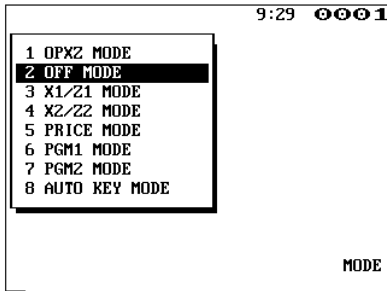 9:29 0001
1 OPXZ MODE
2 OFF MODE
3 X1/Z1 MODE
4 X2/Z2 MODE
5 PRICE MODE
6 PGM1 MODE
7 PGM2 MODE
8 AUTO KEY MODE
MODE